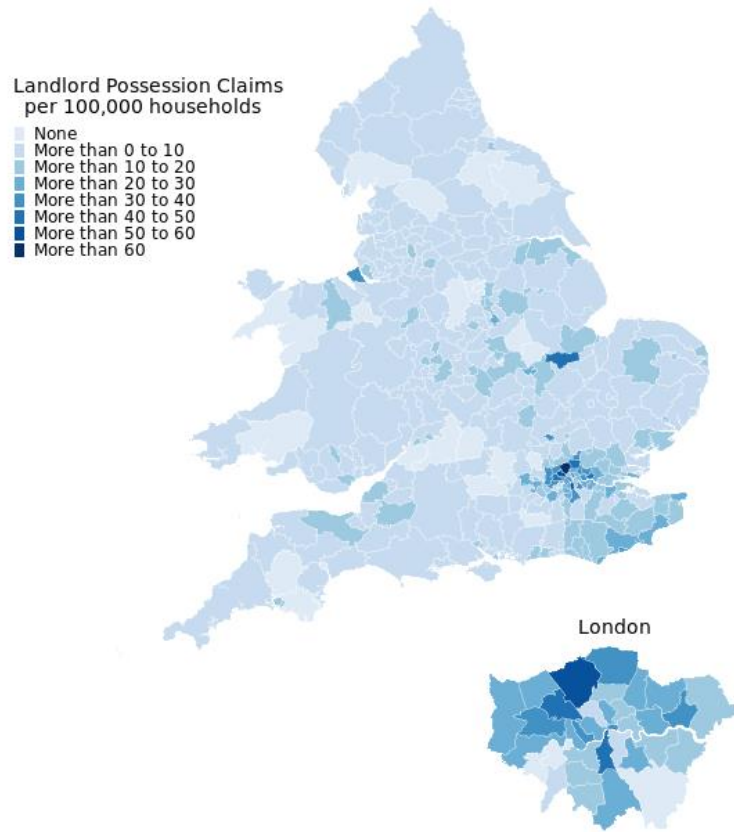 Landlord Possession Claims
per 100,000 households
None
More than 0 to 10
More than 10 to 20
More than 20 to 30
More than 30 to 40
More than 40 to 50
More than 50 to 60
More than 60
London